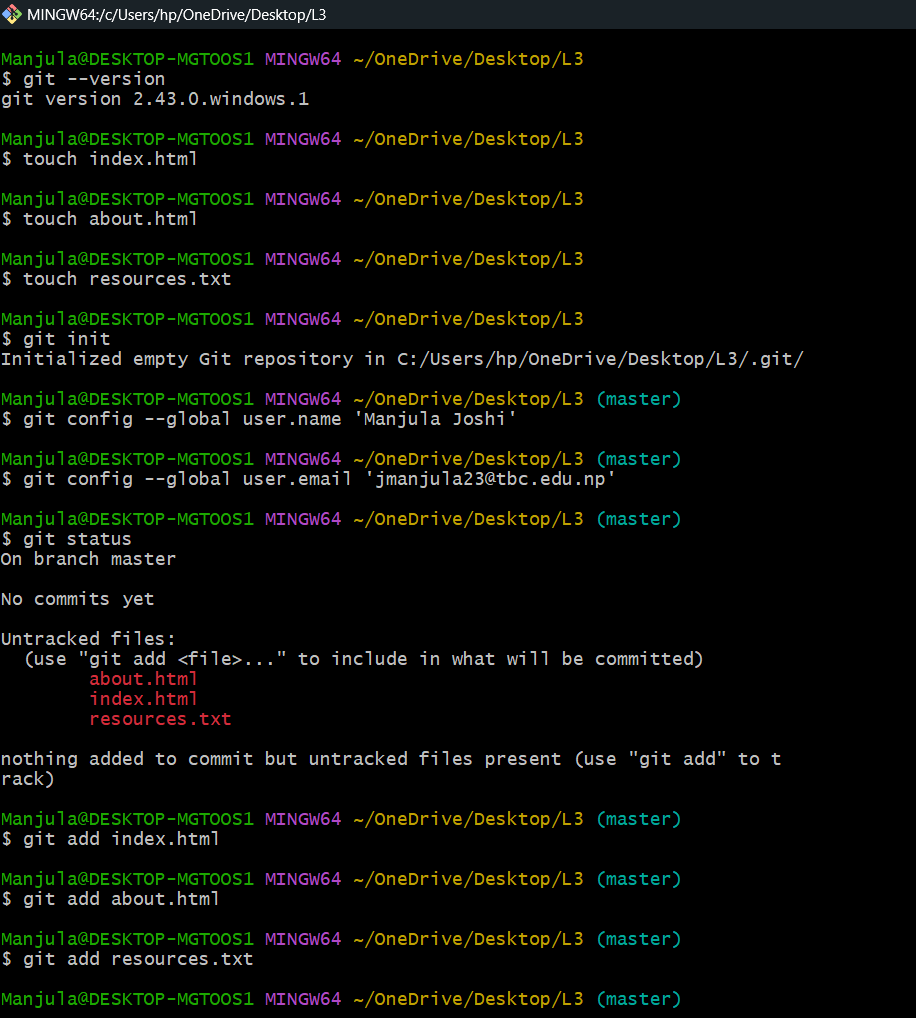 MINGW64:/c/Users/hp/OneDrive/Desktop/L3
Manjula@DESKTOP-MGTOOS1 MINGW64 ~/OneDrive/Desktop/L3
$ git --version
git version 2.43.0.windows.1
Manjula@DESKTOP-MGTOOS1 MINGW64 ~/OneDrive/Desktop/L3
$ touch index.html
Manjula@DESKTOP-MGTOOS1 MINGW64 ~/OneDrive/Desktop/L3
$ touch about.html
Manjula@DESKTOP-MGTOOS1 MINGW64 ~/OneDrive/Desktop/L3
$ touch resources.txt
Manjula@DESKTOP-MGTOOS1 MINGW64 ~/OneDrive/Desktop/L3
$ git init
Initialized empty Git repository in C:/Users/hp/OneDrive/Desktop/L3/.git/
Manjula@DESKTOP-MGTOOS1 MINGW64 ~/OneDrive/Desktop/L3 (master)
$ git config --global user.name 'Manjula Joshi'
Manjula@DESKTOP-MGTOOS1 MINGW64 ~/OneDrive/Desktop/L3 (master)
$ git config --global user.email 'jmanjula23@tbc.edu.np'
Manjula@DESKTOP-MGTOOS1 MINGW64 ~/OneDrive/Desktop/L3 (master)
$ git status
On branch master
No commits yet
Untracked files:
  (use "git add <file>..." to include in what will be committed)
        about.html
        index.html
        resources.txt
nothing added to commit but untracked files present (use "git add" to t
rack)
Manjula@DESKTOP-MGTOOS1 MINGW64 ~/OneDrive/Desktop/L3 (master)
$ git add index.html
Manjula@DESKTOP-MGTOOS1 MINGW64 ~/OneDrive/Desktop/L3 (master)
$ git add about.html
Manjula@DESKTOP-MGTOOS1 MINGW64 ~/OneDrive/Desktop/L3 (master)
$ git add resources.txt
Manjula@DESKTOP-MGTOOS1 MINGW64 ~/OneDrive/Desktop/L3 (master)